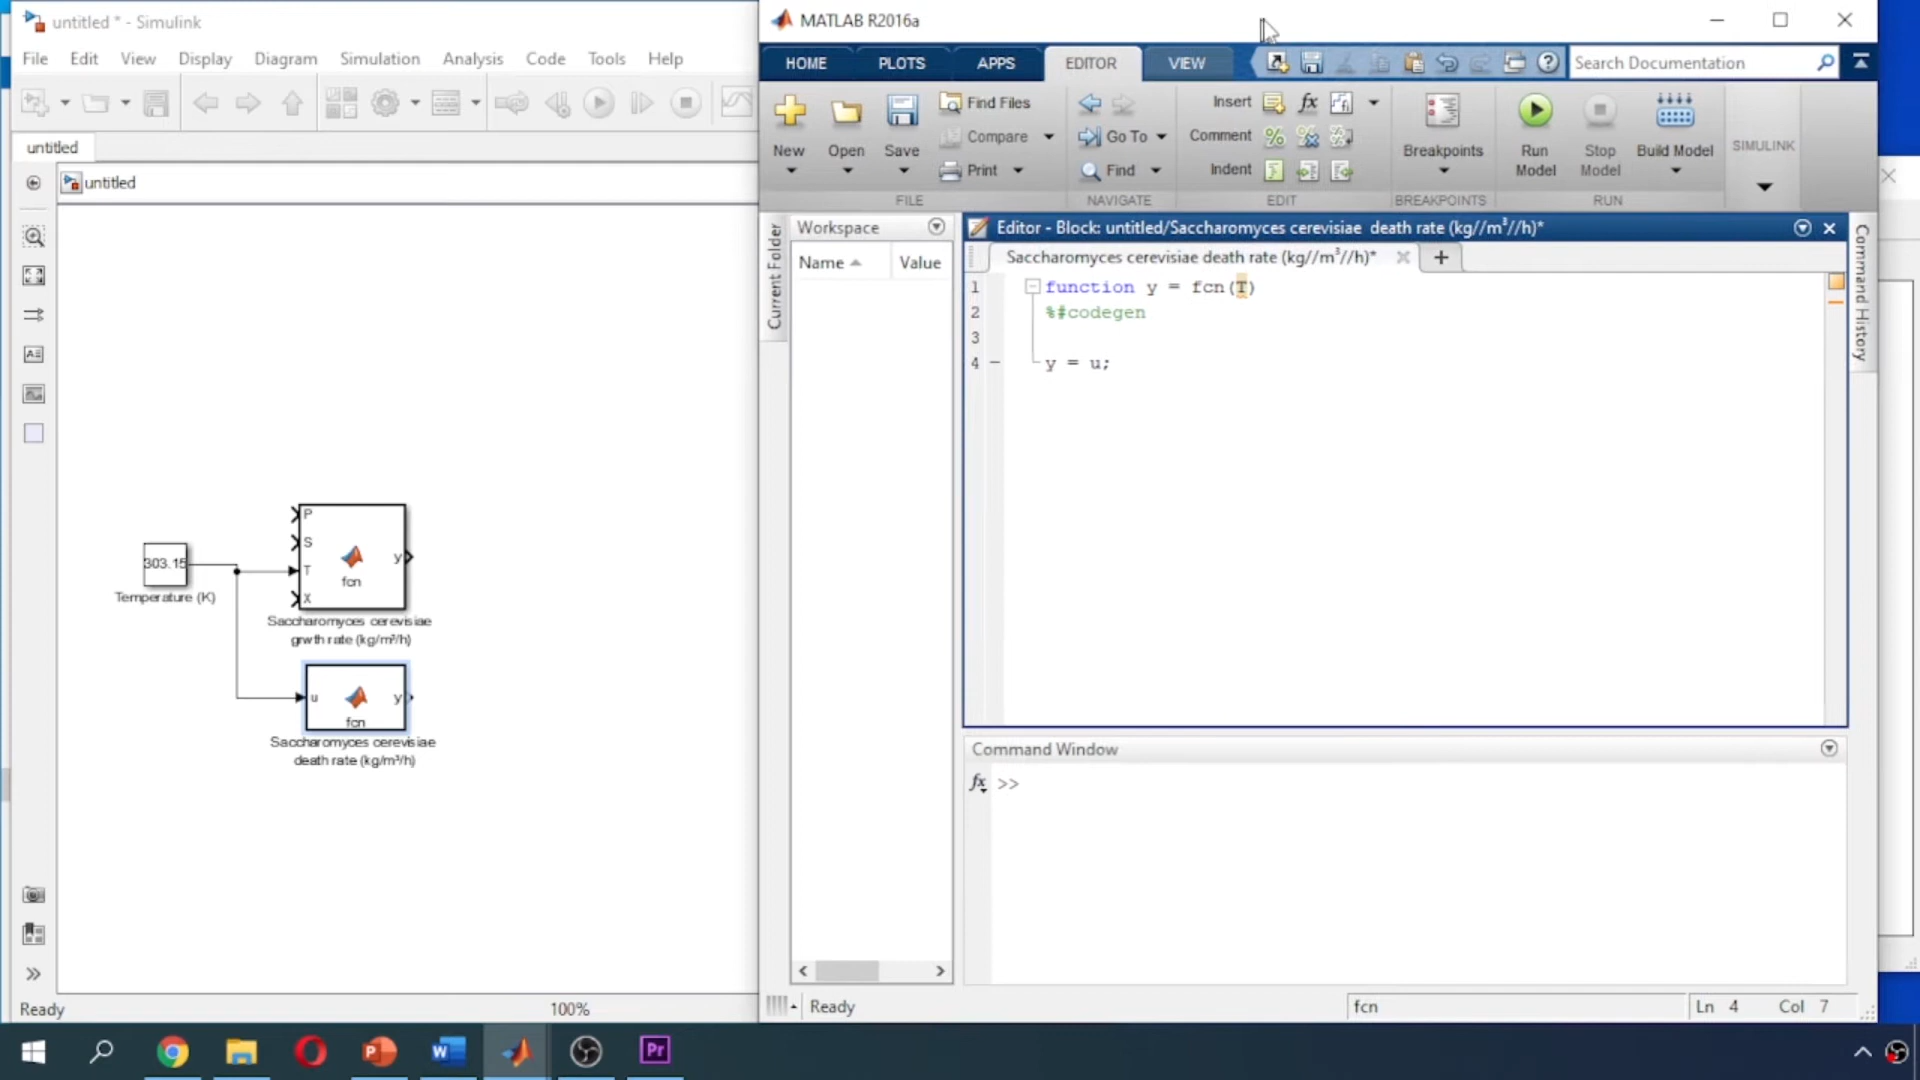 untitled * - Simulink
File Edit View Display Diagram Simulation Analysis Code Tools Help
untitled
untitled
303.15
Temperature (K)
P
S
T
X
y
fcn
Saccharomyces cerevisiae
grwth rate (kg/m³/h)
u
y
fcn
Saccharomyces cerevisiae
death rate (kg/m³/h)
Ready
100%
MATLAB R2016a
HOME PLOTS APPS EDITOR VIEW
Search Documentation
New
Open
Save
Find Files
Compare
Print
FILE
Go To
Find
NAVIGATE
Insert fx
Comment
Indent
EDIT
Breakpoints
BREAKPOINTS
Run Model
Stop Model
Build Model
RUN
SIMULINK
Current Folder
Workspace
Name Value
Editor - Block: untitled/Saccharomyces cerevisiae death rate (kg//m³//h)*
Saccharomyces cerevisiae death rate (kg//m³//h)*
1 function y = fcn(T)
2 %#codegen
3
4 y = u;
Command History
Command Window
fx >>
Ready
fcn
Ln 4 Col 7